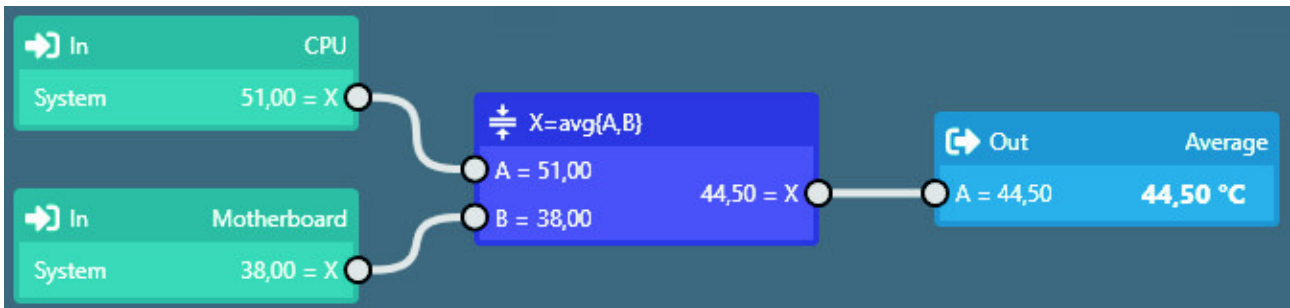 In CPU
System 51,00 = X
In Motherboard
System 38,00 = X
X=avg{A,B}
A = 51,00
44,50 = X
B = 38,00
Out Average
A = 44,50 44,50 °C